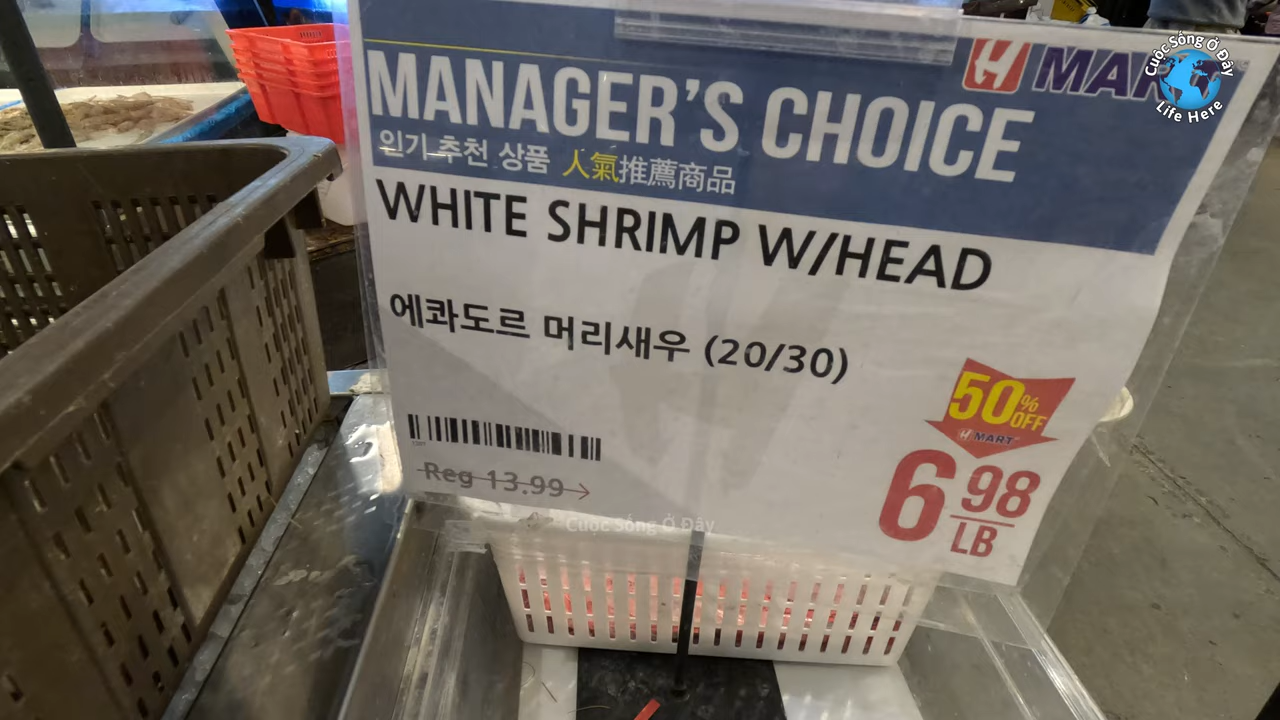 H MAR
Cuộc Sống Ở Đây
Life Here
MANAGER'S CHOICE
인기 추천 상품 人氣推薦商品
WHITE SHRIMP W/HEAD
에콰도르 머리새우 (20/30)
50% OFF
H MART
Reg 13.99
6 98
LB
Cuộc Sống Ở Đây